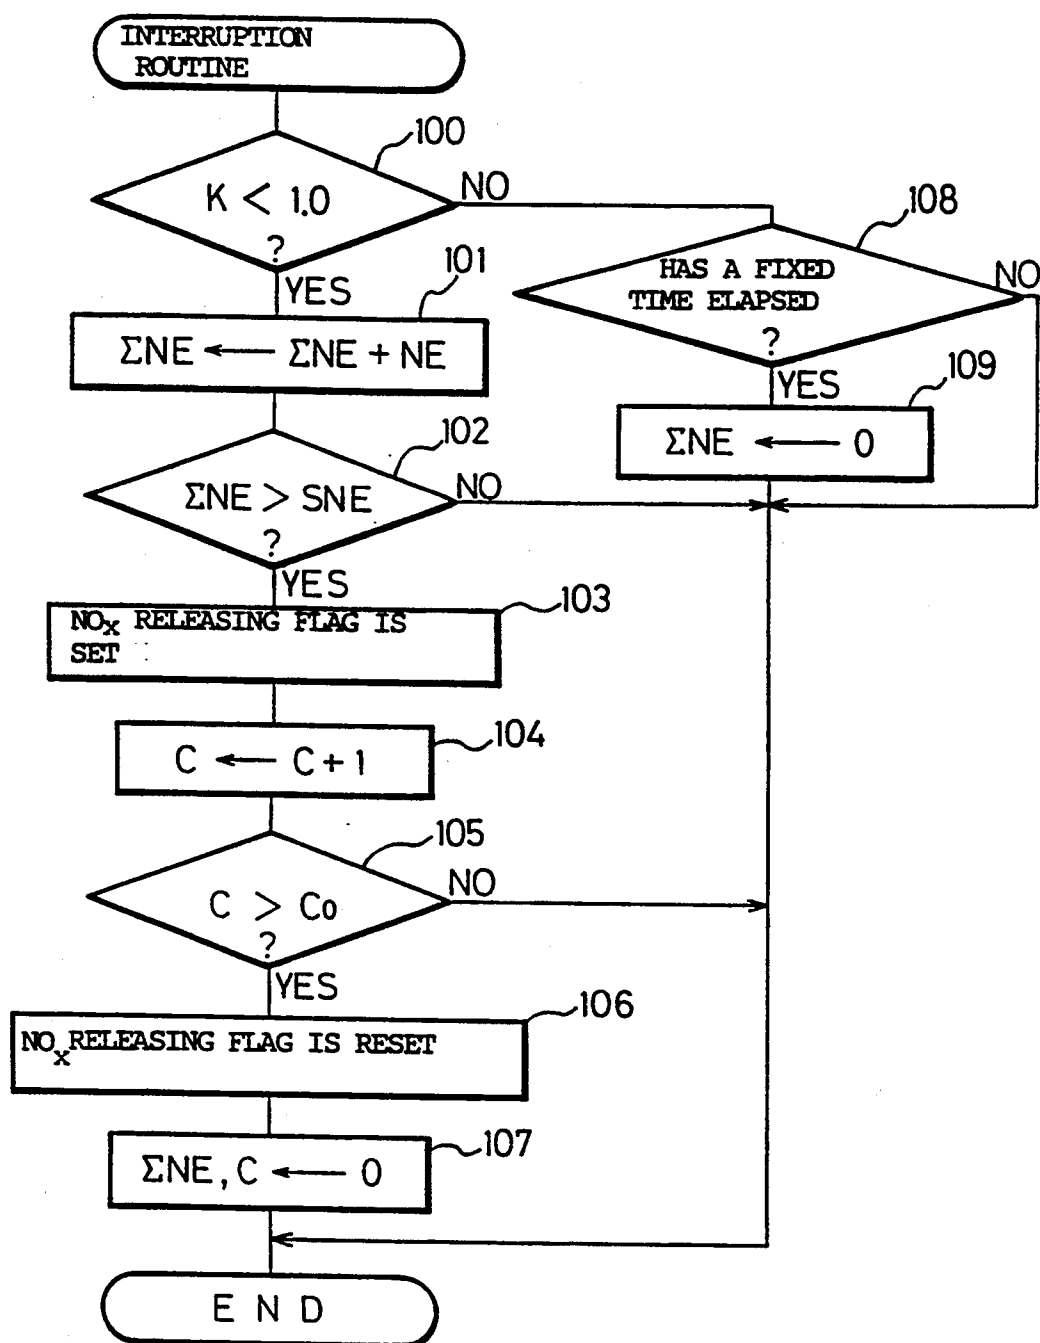 INTERRUPTION
ROUTINE
100
K < 1.0
?
NO
YES
101
ΣNE ← ΣNE + NE
108
HAS A FIXED
TIME ELAPSED
?
NO
YES
109
ΣNE ← 0
102
ΣNE > SNE
?
NO
YES
103
NOx RELEASING FLAG IS
SET
104
C ← C + 1
105
C > C0
?
NO
YES
106
NOx RELEASING FLAG IS RESET
107
ΣNE, C ← 0
END